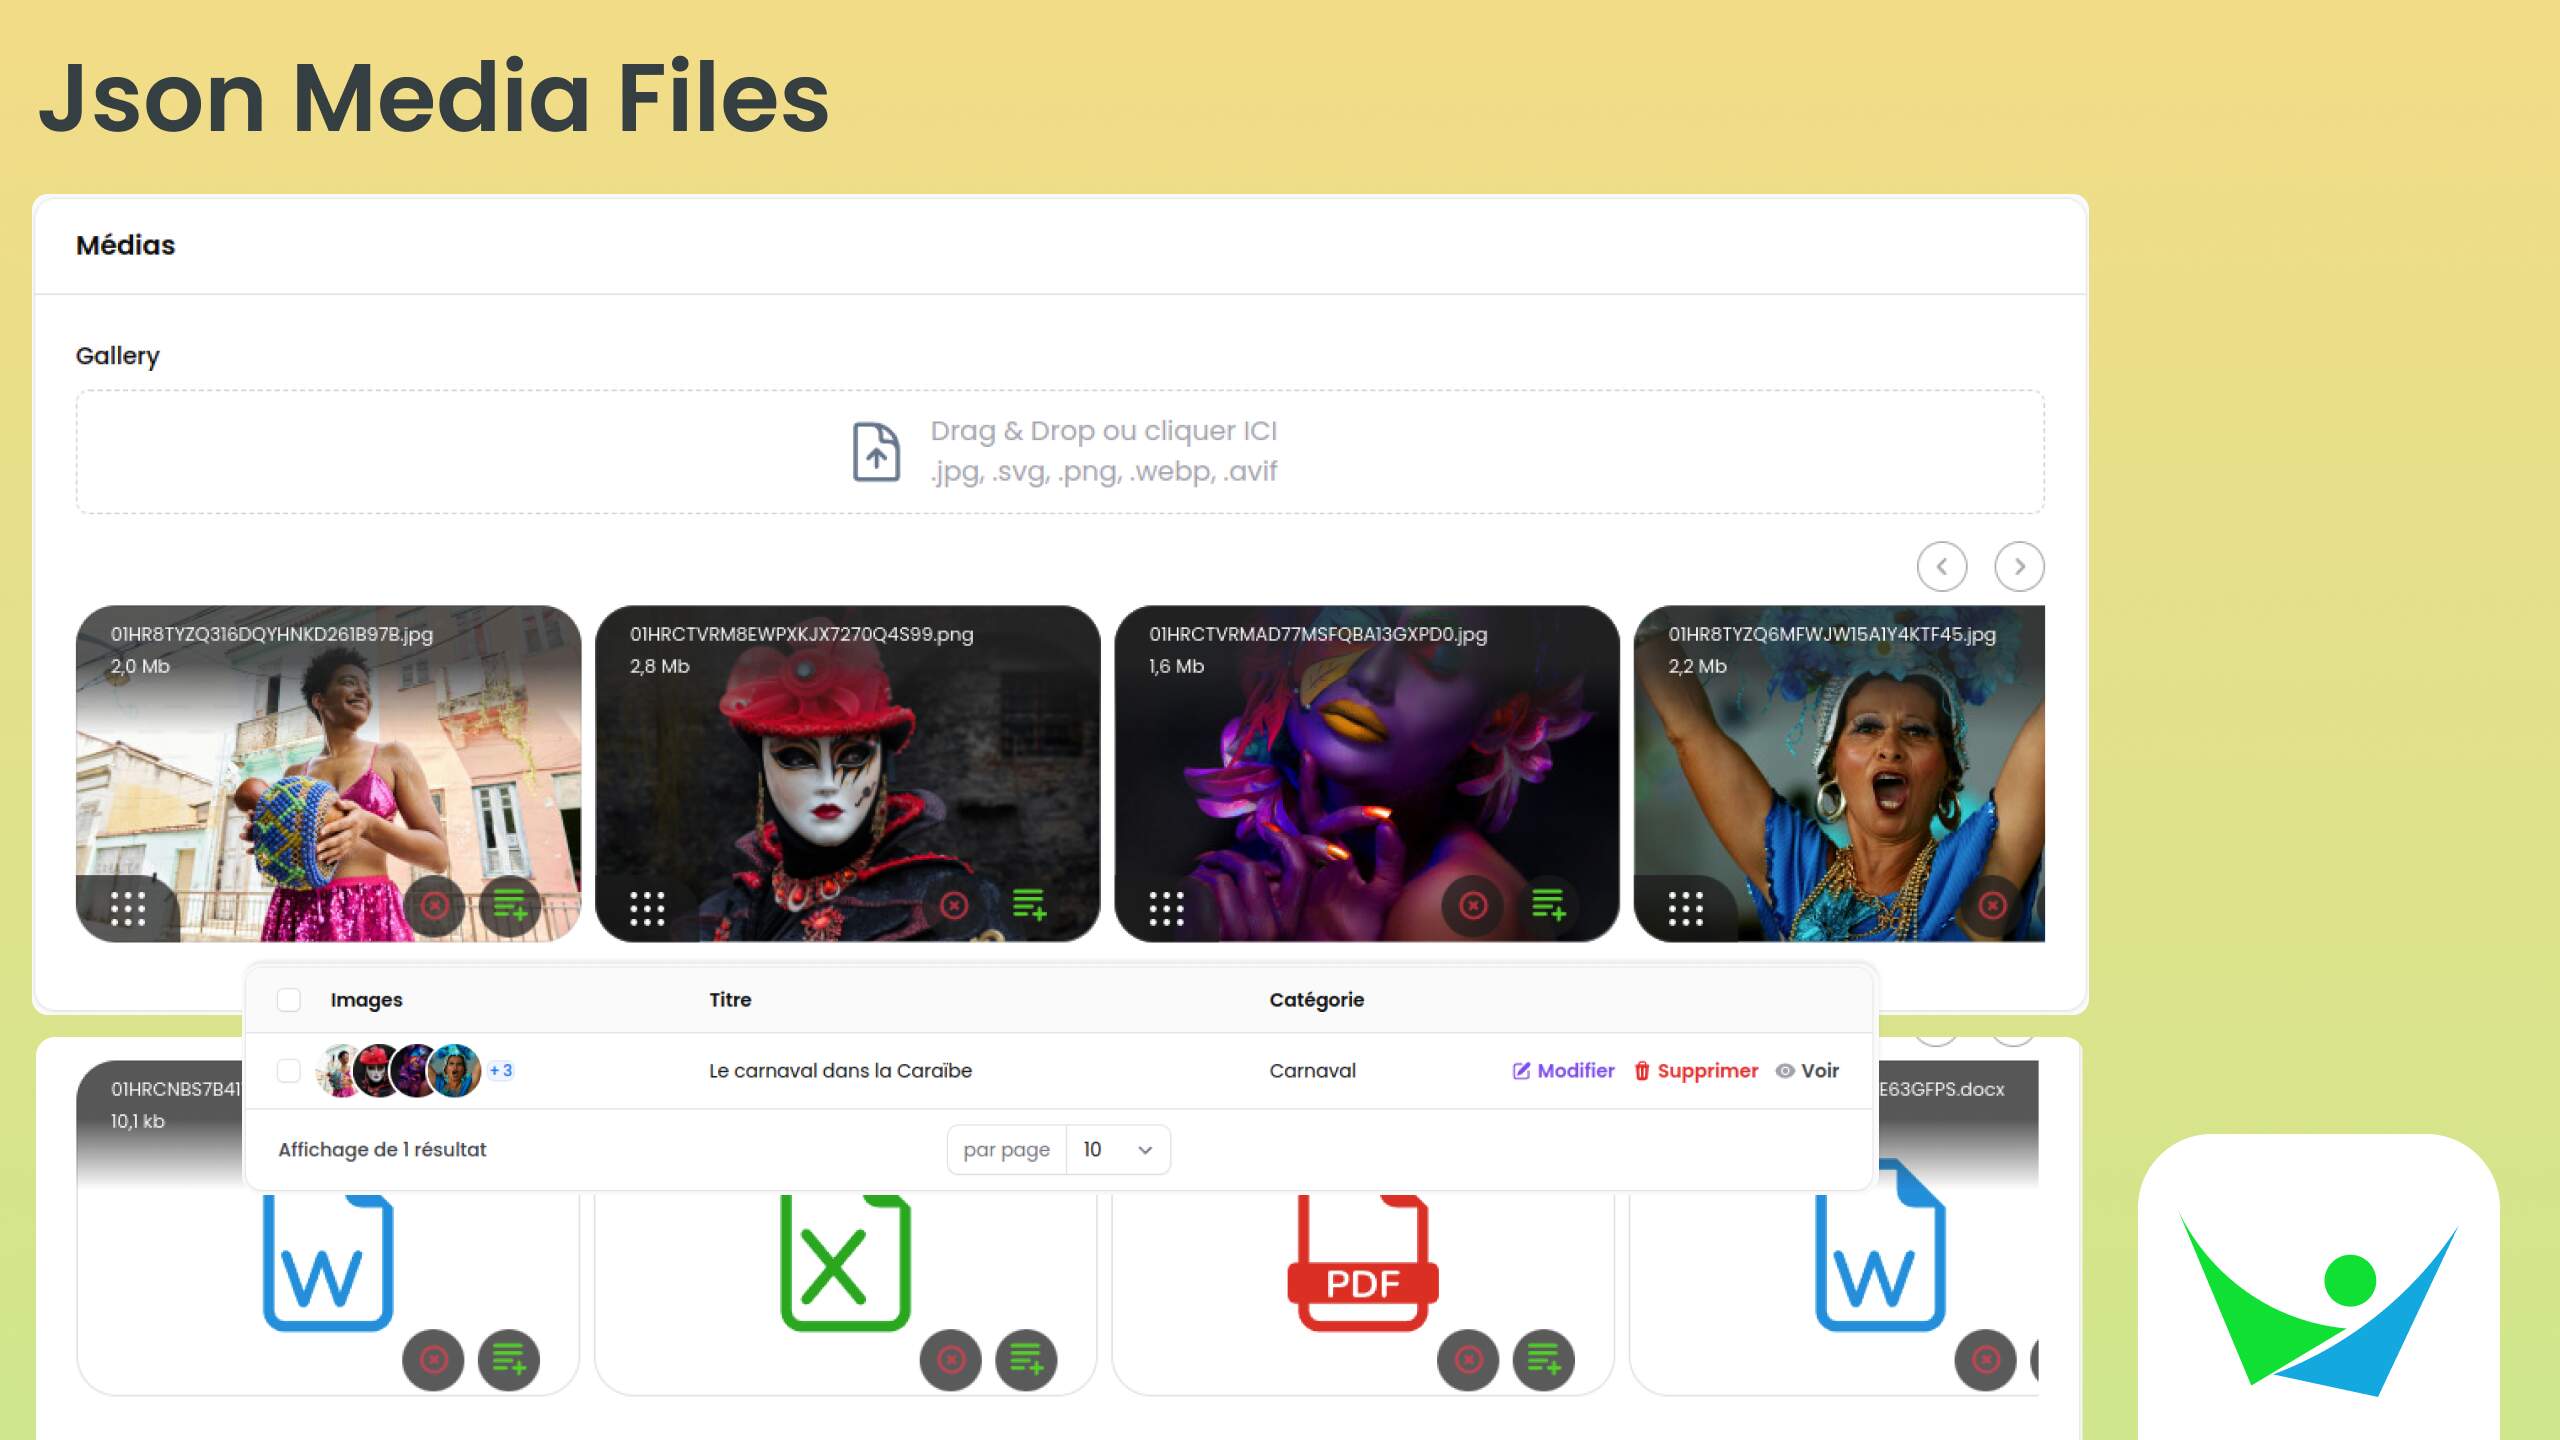 Json Media Files
Médias
Gallery
Drag & Drop ou cliquer ICI
.jpg, .svg, .png, .webp, .avif
01HR8TYZQ316DQYHNKD261B97B.jpg
2,0 Mb
01HRCTVRM8EWPXKJX7270Q4S99.png
2,8 Mb
01HRCTVRMAD77MSFQBA13GXPD0.jpg
1,6 Mb
01HR8TYZQ6MFWJW15A1Y4KTF45.jpg
2,2 Mb
Images Titre Catégorie
+3 Le carnaval dans la Caraïbe Carnaval Modifier Supprimer Voir
Affichage de 1 résultat par page 10
01HRCNBS7B41
10,1 kb
E63GFPS.docx
W
X
PDF
W